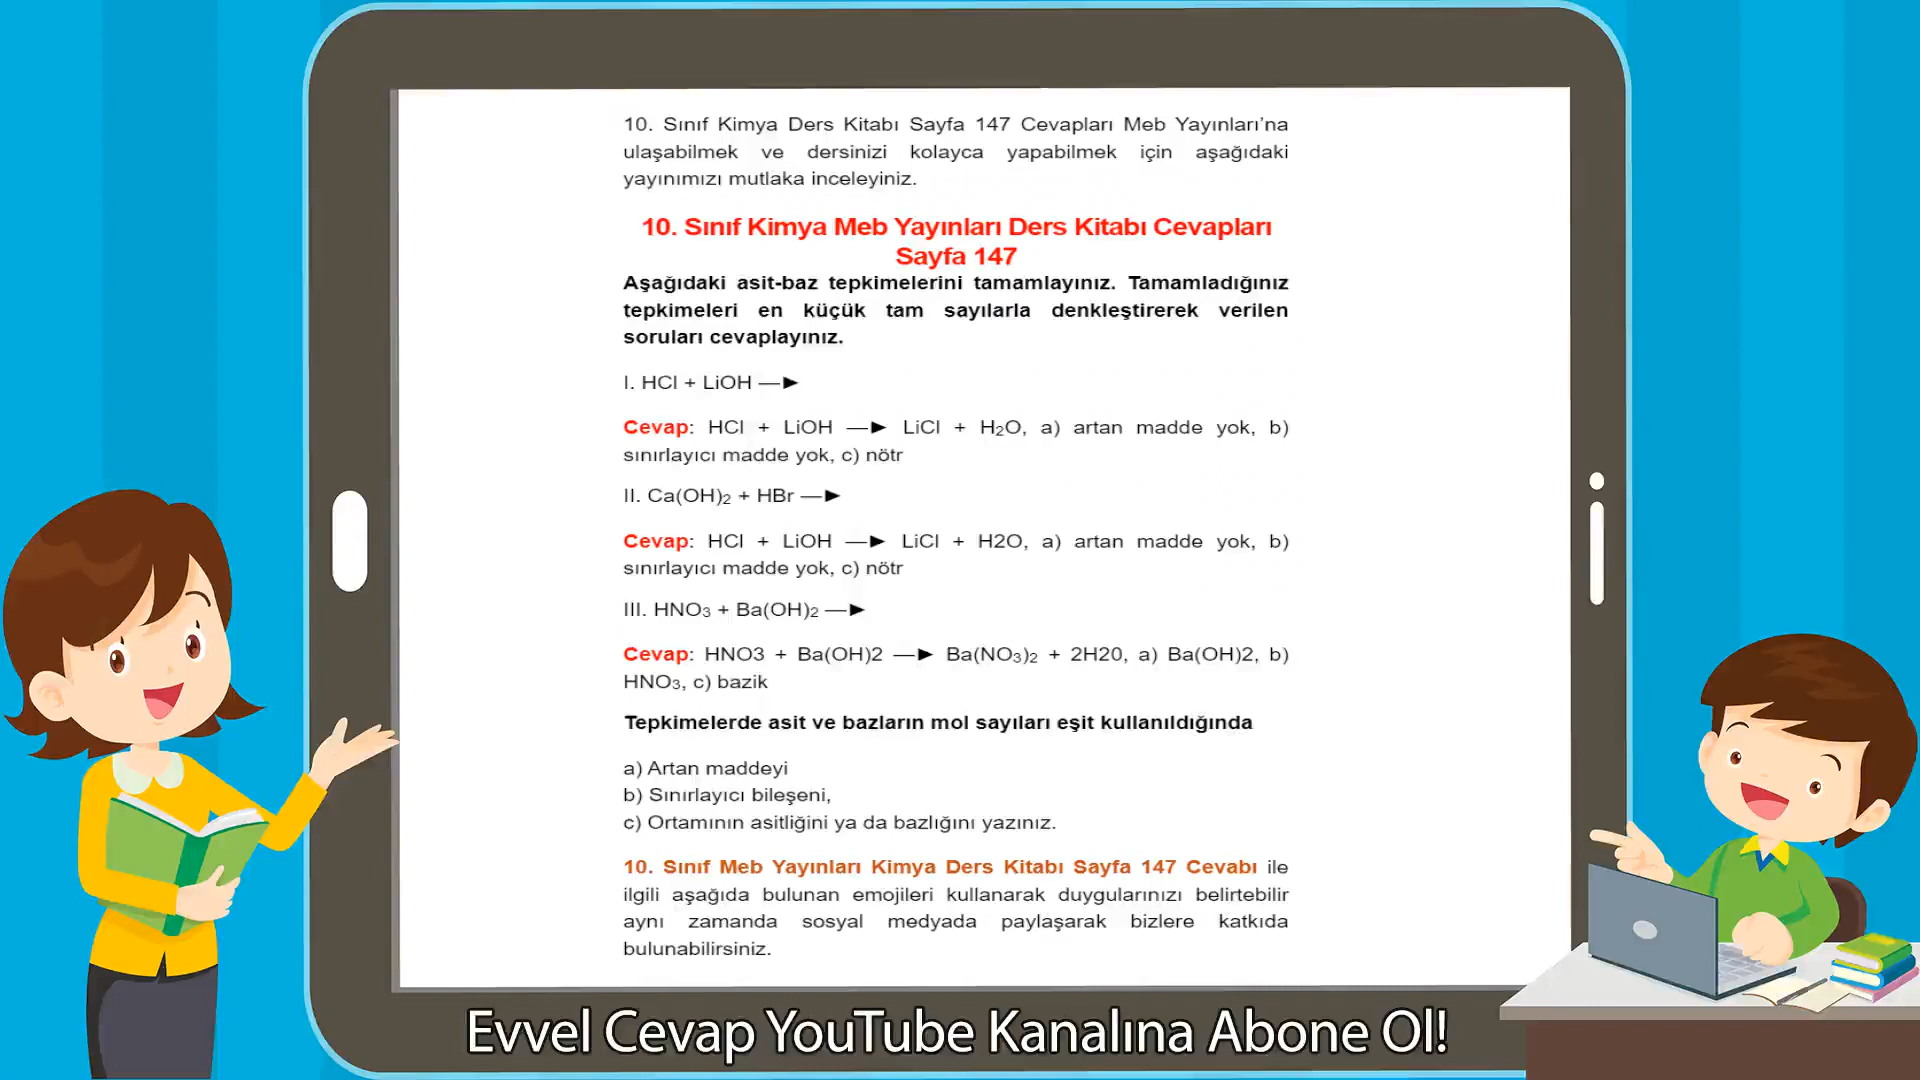 10. Sınıf Kimya Ders Kitabı Sayfa 147 Cevapları Meb Yayınları’na
ulaşabilmek ve dersinizi kolayca yapabilmek için aşağıdaki
yayınımızı mutlaka inceleyiniz.
10. Sınıf Kimya Meb Yayınları Ders Kitabı Cevapları
Sayfa 147
Aşağıdaki asit-baz tepkimelerini tamamlayınız. Tamamladığınız
tepkimeleri en küçük tam sayılarla denkleştirerek verilen
soruları cevaplayınız.
I. HCl + LiOH —►
Cevap: HCl + LiOH —► LiCl + H₂O, a) artan madde yok, b)
sınırlayıcı madde yok, c) nötr
II. Ca(OH)₂ + HBr —►
Cevap: HCl + LiOH —► LiCl + H2O, a) artan madde yok, b)
sınırlayıcı madde yok, c) nötr
III. HNO₃ + Ba(OH)₂ —►
Cevap: HNO3 + Ba(OH)2 —► Ba(NO₃)₂ + 2H20, a) Ba(OH)2, b)
HNO₃, c) bazik
Tepkimelerde asit ve bazların mol sayıları eşit kullanıldığında
a) Artan maddeyi
b) Sınırlayıcı bileşeni,
c) Ortamının asitliğini ya da bazlığını yazınız.
10. Sınıf Meb Yayınları Kimya Ders Kitabı Sayfa 147 Cevabı ile
ilgili aşağıda bulunan emojileri kullanarak duygularınızı belirtebilir
aynı zamanda sosyal medyada paylaşarak bizlere katkıda
bulunabilirsiniz.
Evvel Cevap YouTube Kanalına Abone Ol!